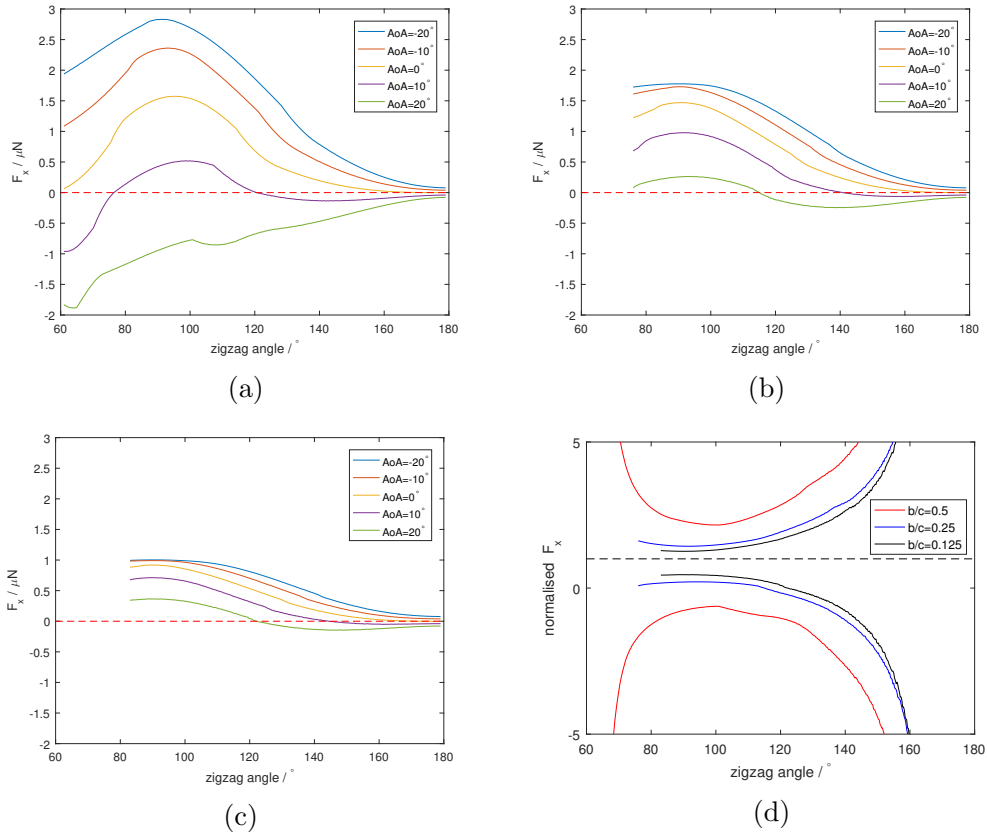 3
2.5
2
1.5
1
0.5
0
-0.5
-1
-1.5
-2
F_x / μN
60 80 100 120 140 160 180
zigzag angle / °
AoA=-20°
AoA=-10°
AoA=0°
AoA=10°
AoA=20°
(a)
3
2.5
2
1.5
1
0.5
0
-0.5
-1
-1.5
-2
F_x / μN
60 80 100 120 140 160 180
zigzag angle / °
AoA=-20°
AoA=-10°
AoA=0°
AoA=10°
AoA=20°
(b)
3
2.5
2
1.5
1
0.5
0
-0.5
-1
-1.5
-2
F_x / μN
60 80 100 120 140 160 180
zigzag angle / °
AoA=-20°
AoA=-10°
AoA=0°
AoA=10°
AoA=20°
(c)
5
0
-5
normalised F_x
60 80 100 120 140 160 180
zigzag angle / °
b/c=0.5
b/c=0.25
b/c=0.125
(d)